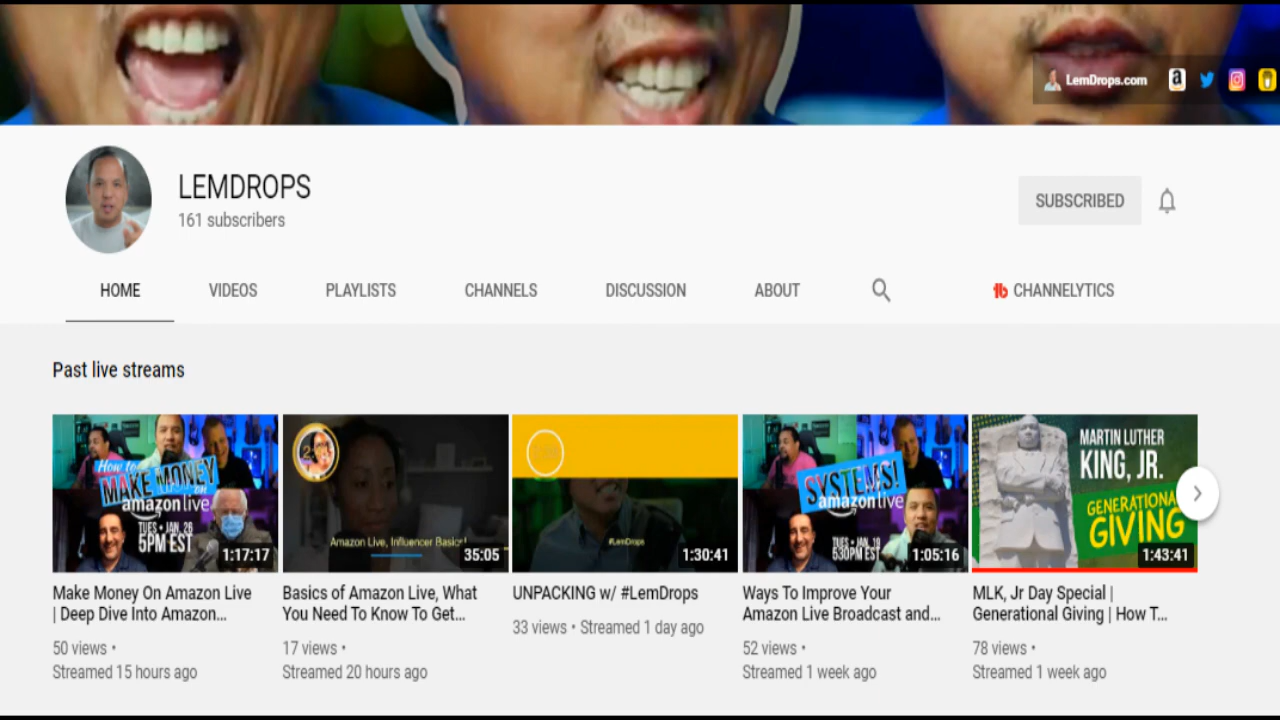 LemDrops.com
LEMDROPS
161 subscribers
SUBSCRIBED
HOME
VIDEOS
PLAYLISTS
CHANNELS
DISCUSSION
ABOUT
CHANNELYTICS
Past live streams
How to
MAKE MONEY
on
amazonlive
TUES • JAN. 26
5PM EST
1:17:17
Amazon Live, Influencer Basics!
35:05
#LemDrops
1:30:41
SYSTEMS!
amazonlive
TUES • JAN. 19
530PM EST
1:05:16
MARTIN LUTHER
KING, JR.
GENERATIONA
GIVING
1:43:41
Make Money On Amazon Live
| Deep Dive Into Amazon...
50 views •
Streamed 15 hours ago
Basics of Amazon Live, What
You Need To Know To Get...
17 views •
Streamed 20 hours ago
UNPACKING w/ #LemDrops
33 views • Streamed 1 day ago
Ways To Improve Your
Amazon Live Broadcast and...
52 views •
Streamed 1 week ago
MLK, Jr Day Special |
Generational Giving | How T...
78 views •
Streamed 1 week ago